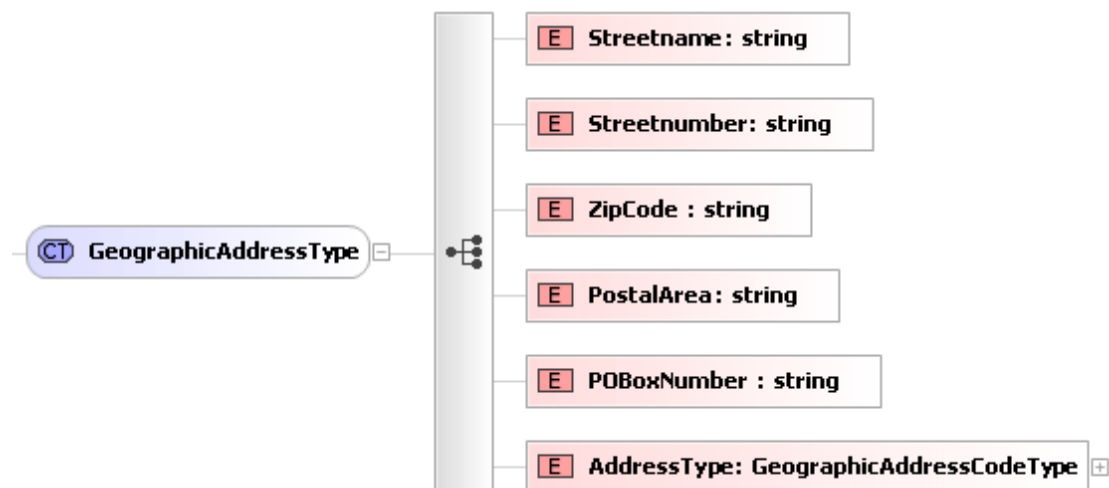 E Streetname: string
E Streetnumber: string
E ZipCode : string
CT GeographicAddressType
E PostalArea: string
E POBoxNumber : string
E AddressType: GeographicAddressCodeType